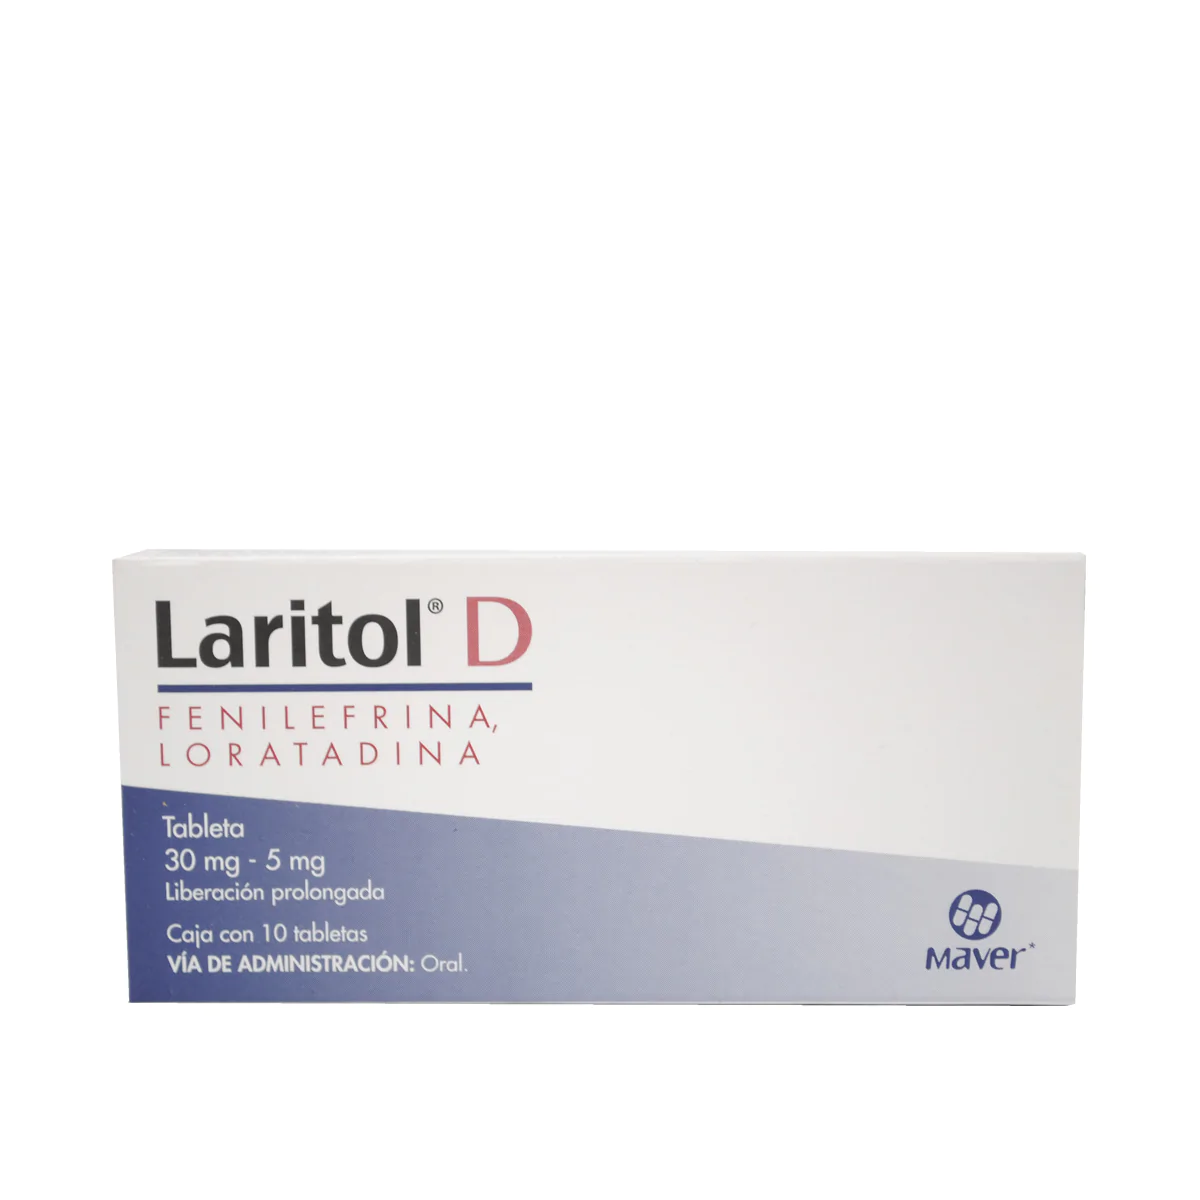 Laritol® D
FENILEFRINA,
LORATADINA
Tableta
30 mg - 5 mg
Liberación prolongada
Caja con 10 tabletas
VÍA DE ADMINISTRACIÓN: Oral.
Maver*